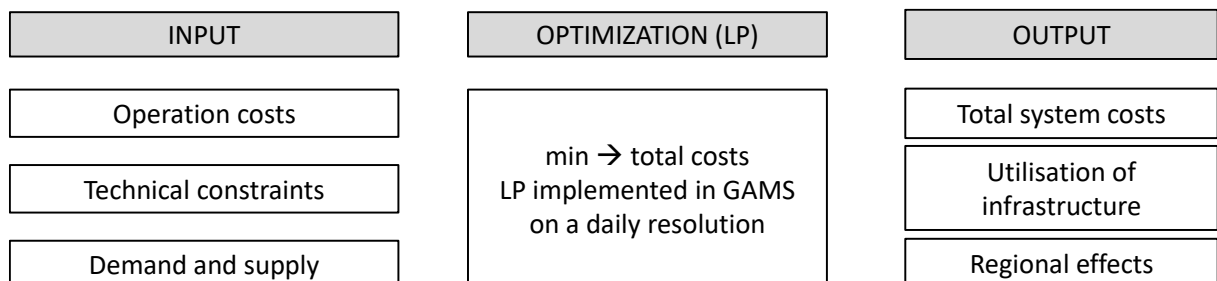 INPUT
Operation costs
Technical constraints
Demand and supply
OPTIMIZATION (LP)
min → total costs
LP implemented in GAMS
on a daily resolution
OUTPUT
Total system costs
Utilisation of
infrastructure
Regional effects